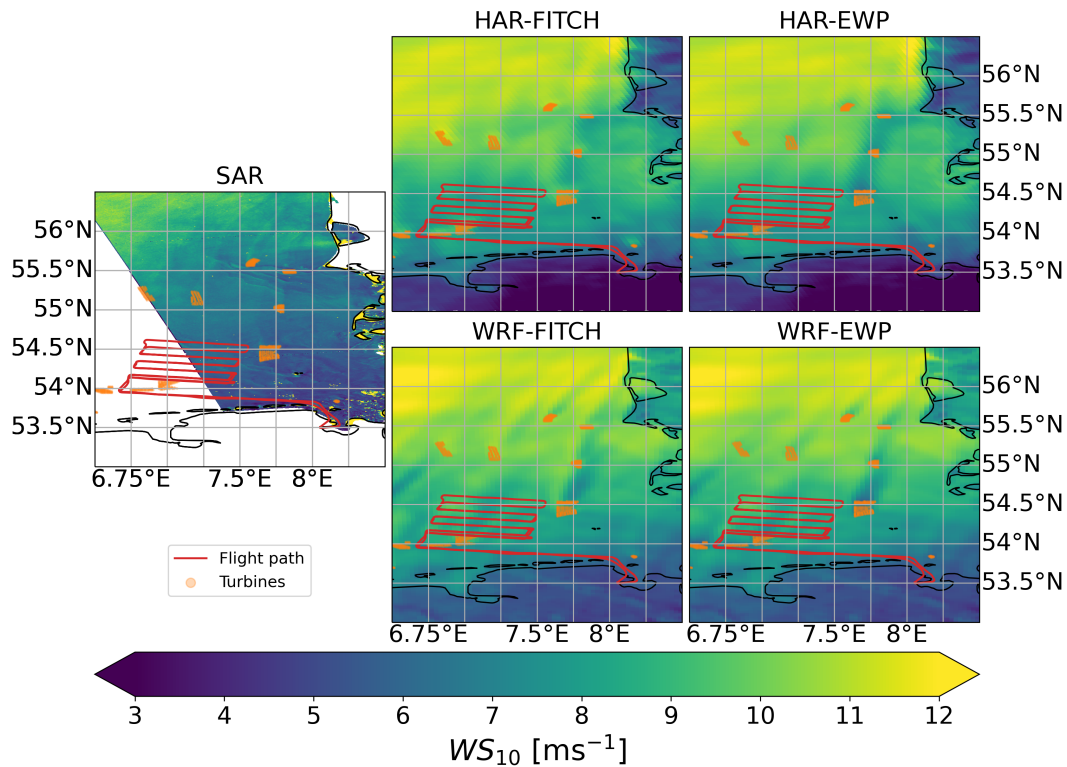 HAR-FITCH
HAR-EWP
56°N
55.5°N
55°N
54.5°N
54°N
53.5°N
SAR
56°N
55.5°N
55°N
54.5°N
54°N
53.5°N
6.75°E 7.5°E 8°E
WRF-FITCH
WRF-EWP
56°N
55.5°N
55°N
54.5°N
54°N
53.5°N
6.75°E 7.5°E 8°E
6.75°E 7.5°E 8°E
Flight path
Turbines
3 4 5 6 7 8 9 10 11 12
WS₁₀ [ms⁻¹]